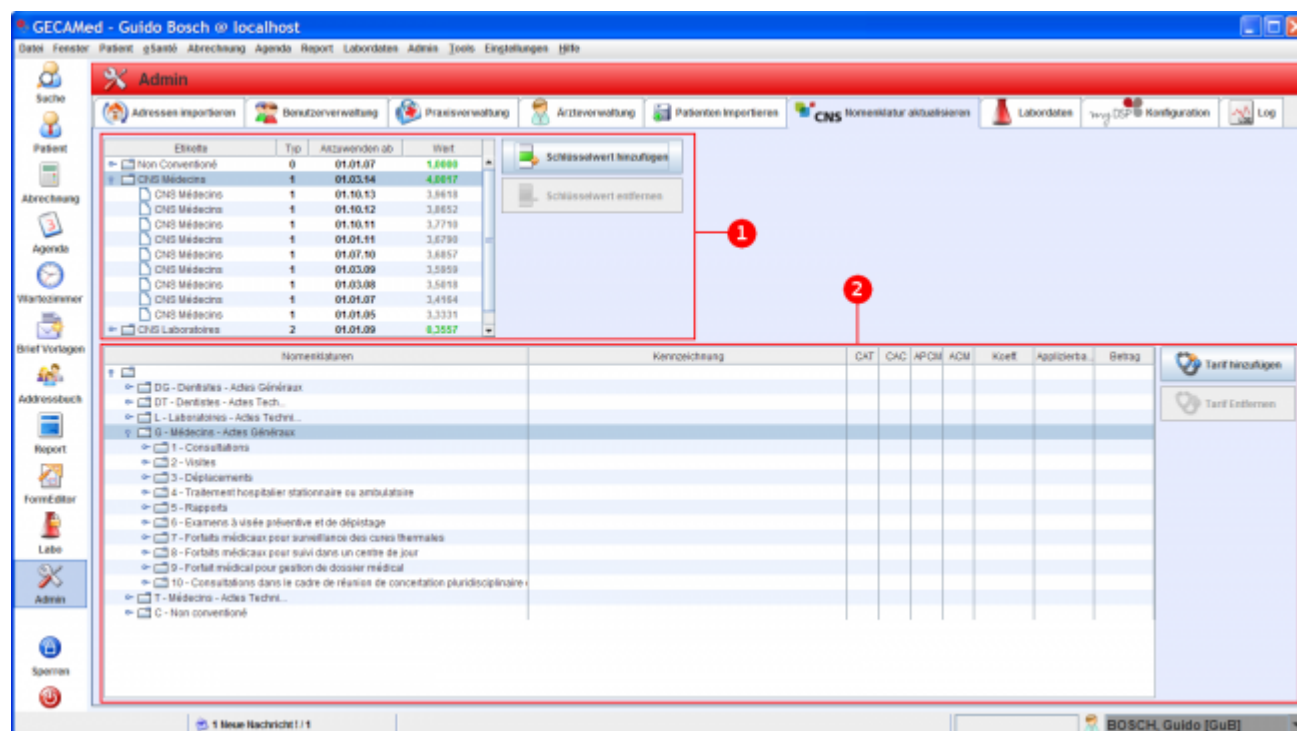 GECAMed - Guido Bosch @ localhost
Datei Fenster Patient eSanté Abrechnung Agenda Report Labordaten Admin Tools Einstellungen Hilfe
Suche
Patient
Abrechnung
Agenda
Wartezimmer
Brief Vorlagen
Addressbuch
Report
FormEditor
Labo
Admin
Sperren
Admin
Adressen importieren Benutzerverwaltung Praxisverwaltung Ärzteverwaltung Patienten Importieren CNS Nomenklatur aktualisieren Labordaten myDSP Konfiguration Log
Etikette Typ Anzuwenden ab Wert
Non Conventioné 0 01.01.07 1,0000
CNS Médecins 1 01.03.14 4,0817
CNS Médecins 1 01.10.13 3,9618
CNS Médecins 1 01.10.12 3,8652
CNS Médecins 1 01.10.11 3,7710
CNS Médecins 1 01.01.11 3,6790
CNS Médecins 1 01.07.10 3,6857
CNS Médecins 1 01.03.09 3,5959
CNS Médecins 1 01.03.08 3,5018
CNS Médecins 1 01.01.07 3,4164
CNS Médecins 1 01.01.05 3,3331
CNS Laboratoires 2 01.01.09 0,3557
Schlüsselwert hinzufügen
Schlüsselwert entfernen
1
2
Nomenklaturen Kennzeichnung CAT CAC APCM ACM Koeff. Applizierba... Betrag
DG - Dentistes - Actes Généraux
DT - Dentistes - Actes Tech...
L - Laboratoires - Actes Techni...
G - Médecins - Actes Généraux
1 - Consultations
2 - Visites
3 - Déplacements
4 - Traitement hospitalier stationnaire ou ambulatoire
5 - Rapports
6 - Examens à visée préventive et de dépistage
7 - Forfaits médicaux pour surveillance des cures thermales
8 - Forfaits médicaux pour suivi dans un centre de jour
9 - Forfait médical pour gestion de dossier médical
10 - Consultations dans le cadre de réunion de concertation pluridisciplinaire
T - Médecins - Actes Techni...
C - Non conventioné
Tarif hinzufügen
Tarif Entfernen
1 Neue Nachricht ! / 1
BOSCH, Guido [GuB]